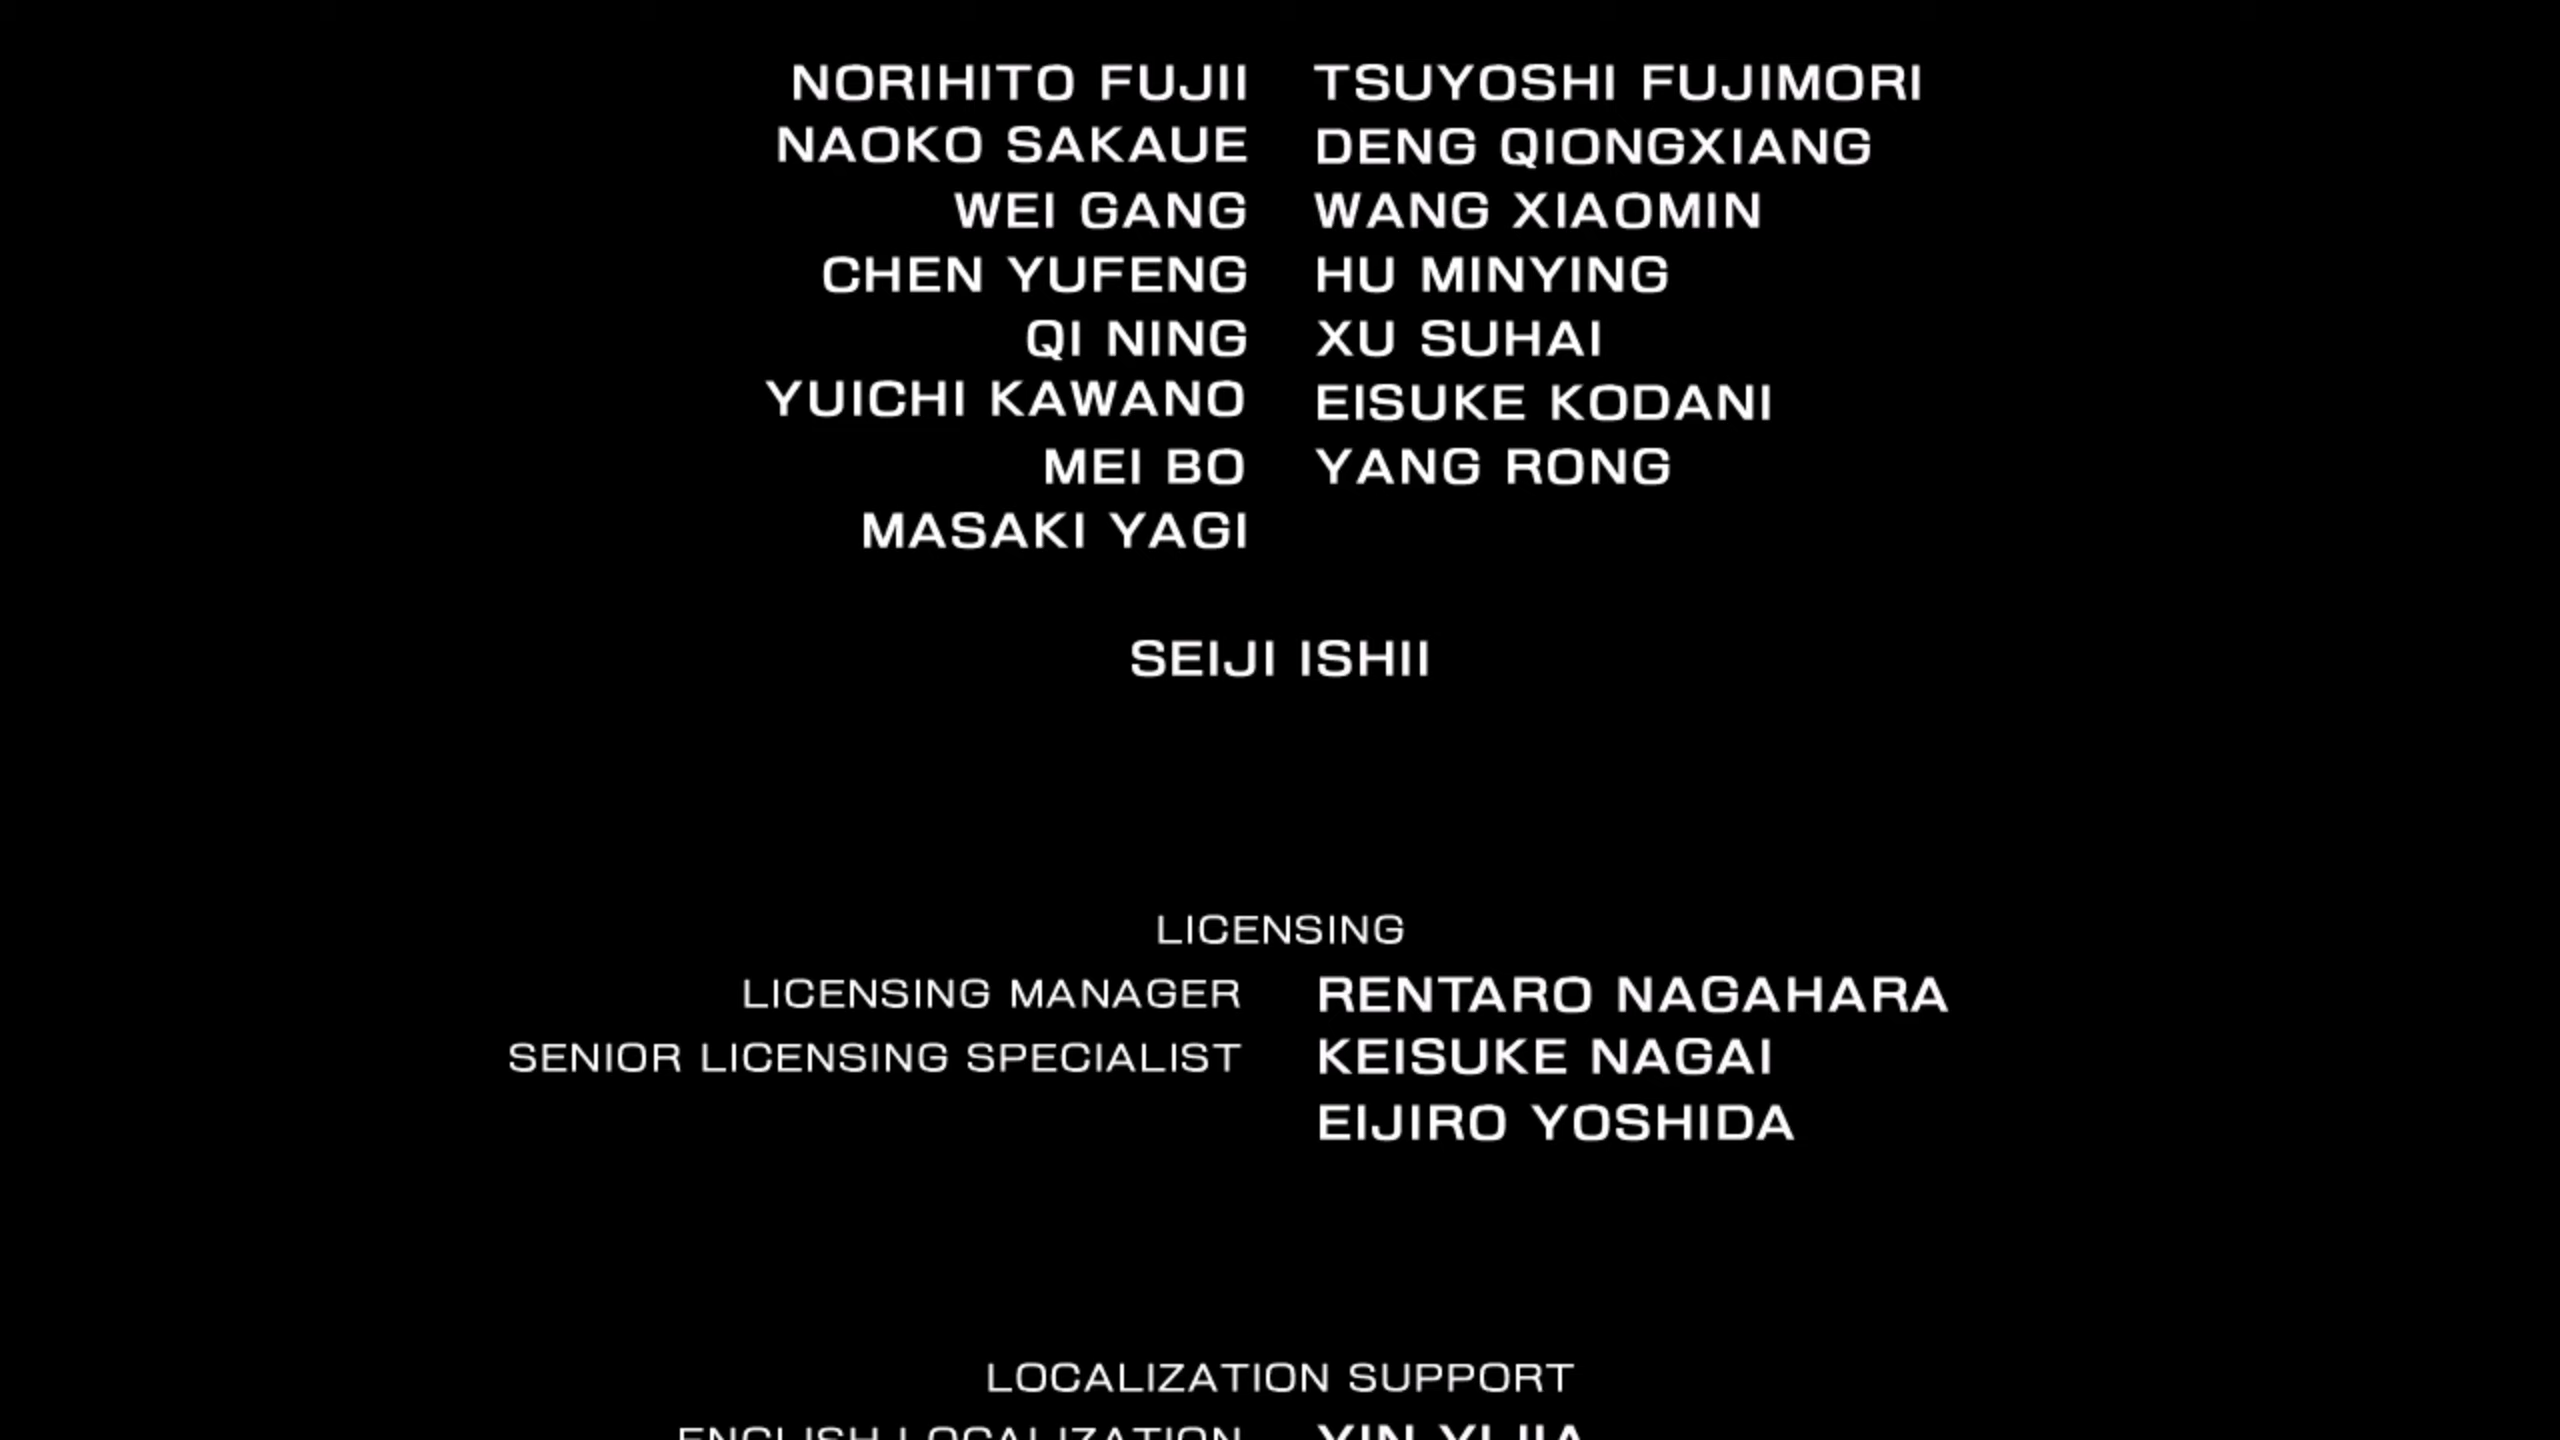 NORIHITO FUJII TSUYOSHI FUJIMORI
NAOKO SAKAUE DENG QIONGXIANG
WEI GANG WANG XIAOMIN
CHEN YUFENG HU MINYING
QI NING XU SUHAI
YUICHI KAWANO EISUKE KODANI
MEI BO YANG RONG
MASAKI YAGI
SEIJI ISHII
LICENSING
LICENSING MANAGER RENTARO NAGAHARA
SENIOR LICENSING SPECIALIST KEISUKE NAGAI
EIJIRO YOSHIDA
LOCALIZATION SUPPORT
ENGLISH LOCALIZATION